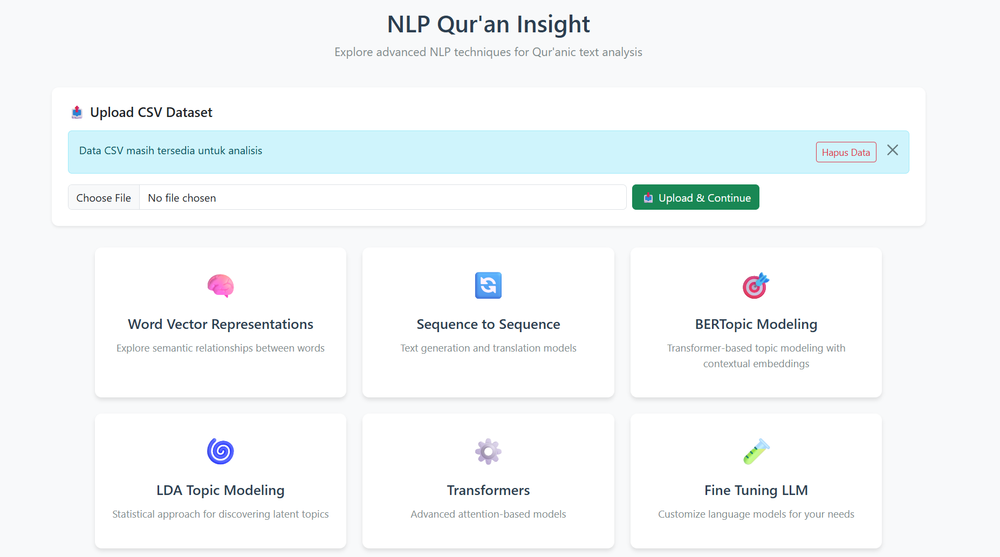 NLP Qur'an Insight
Explore advanced NLP techniques for Qur'anic text analysis
Upload CSV Dataset
Data CSV masih tersedia untuk analisis
Hapus Data
Choose File
No file chosen
Upload & Continue
Word Vector Representations
Explore semantic relationships between words
Sequence to Sequence
Text generation and translation models
BERTopic Modeling
Transformer-based topic modeling with
contextual embeddings
LDA Topic Modeling
Statistical approach for discovering latent topics
Transformers
Advanced attention-based models
Fine Tuning LLM
Customize language models for your needs